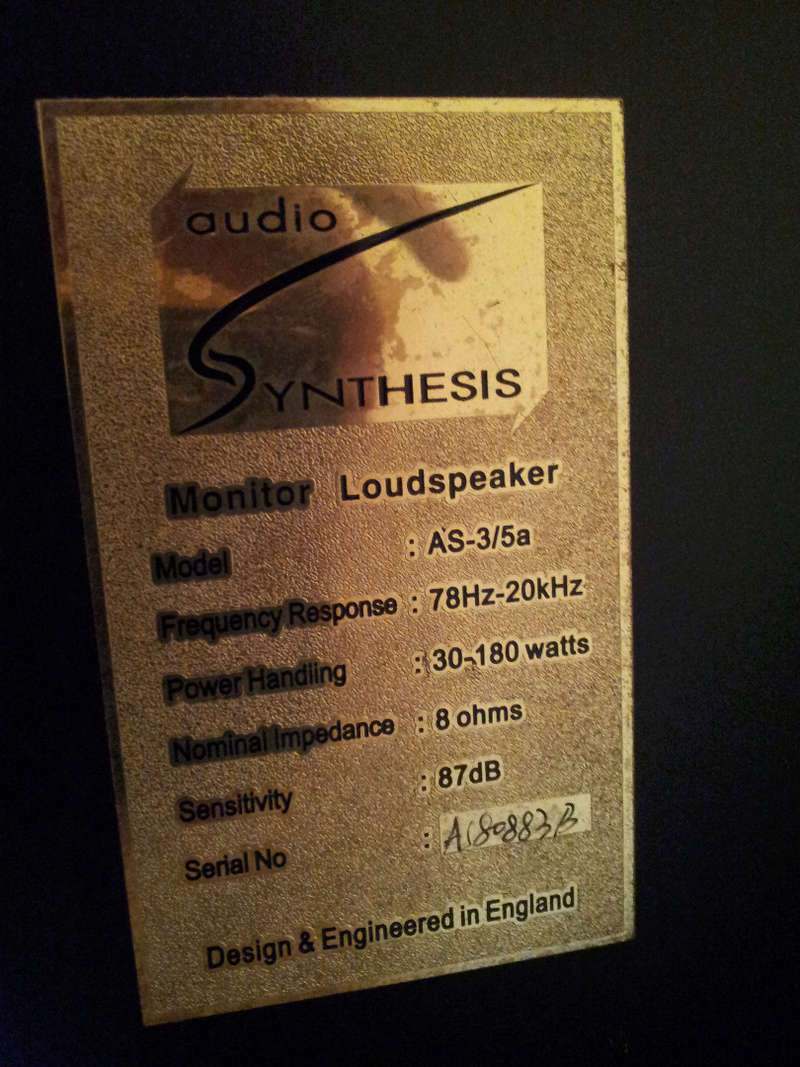 audio
SYNTHESIS
Monitor Loudspeaker
Model : AS-3/5a
Frequency Response : 78Hz-20kHz
Power Handling : 30-180 watts
Nominal Impedance : 8 ohms
Sensitivity : 87dB
Serial No : A180883B
Design & Engineered in England